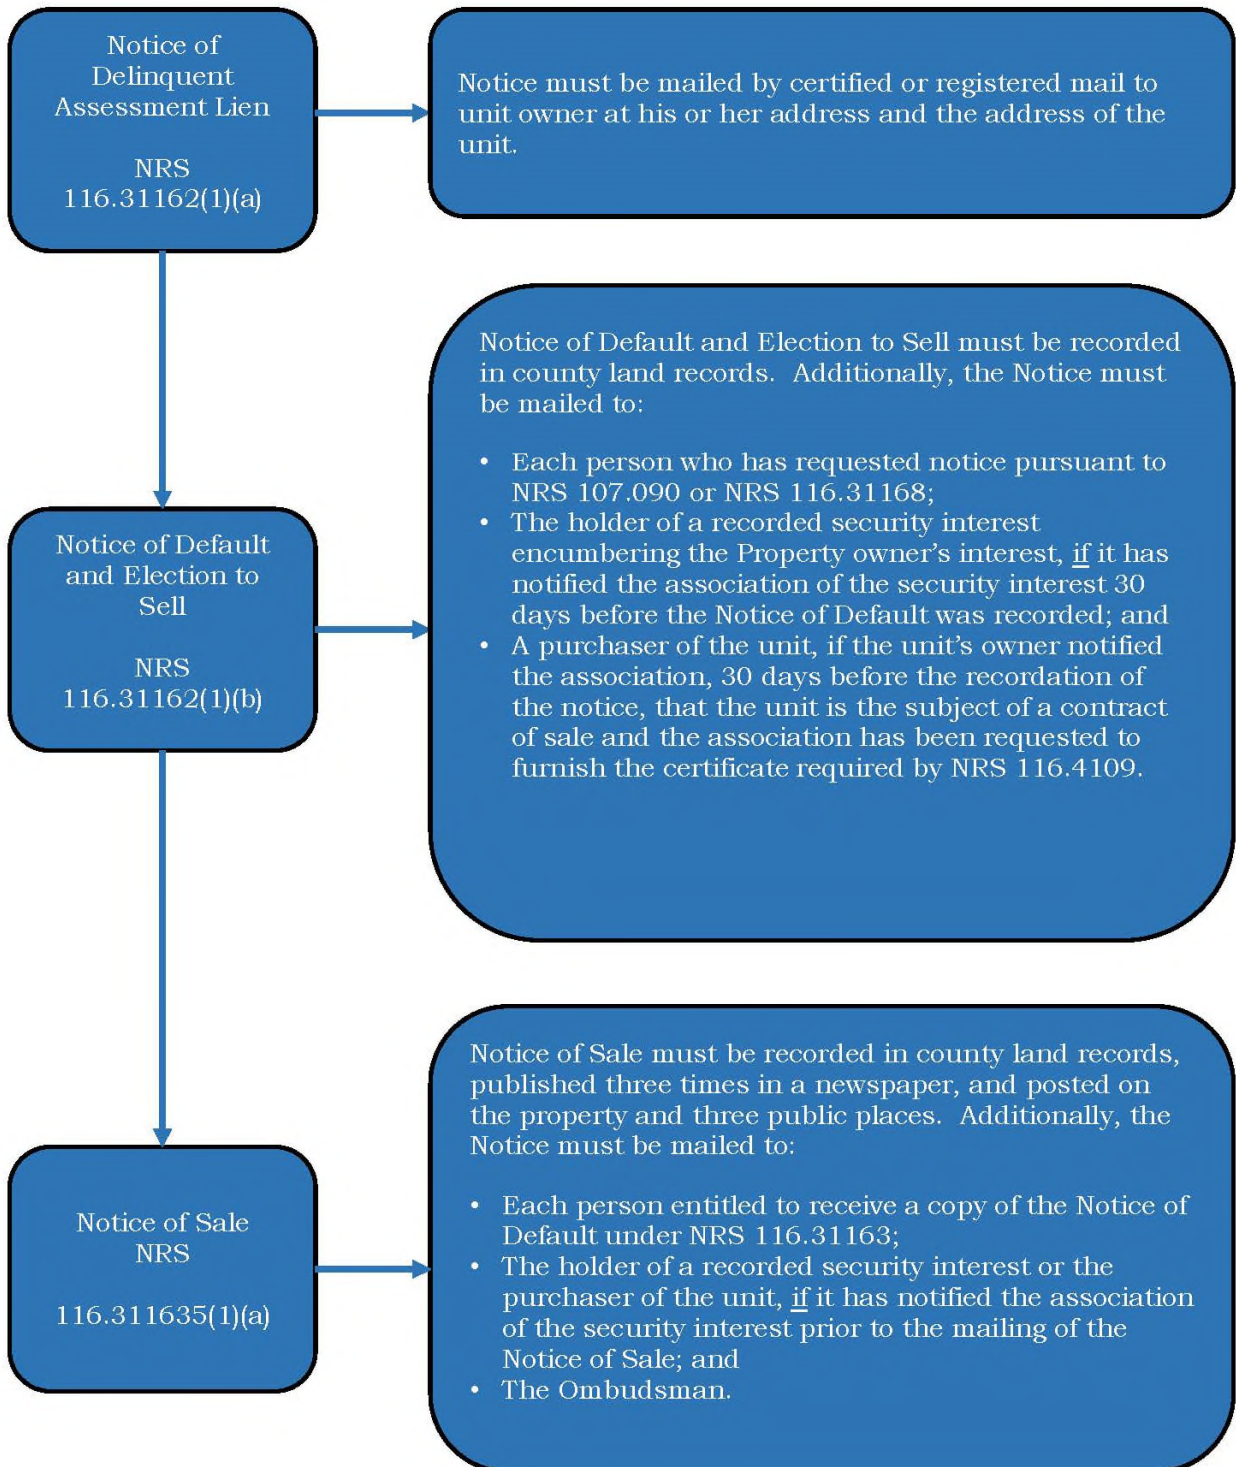 Notice of
Delinquent
Assessment Lien
NRS
116.31162(1)(a)
Notice must be mailed by certified or registered mail to
unit owner at his or her address and the address of the
unit.
Notice of Default
and Election to
Sell
NRS
116.31162(1)(b)
Notice of Default and Election to Sell must be recorded
in county land records.  Additionally, the Notice must
be mailed to:
• Each person who has requested notice pursuant to
NRS 107.090 or NRS 116.31168;
• The holder of a recorded security interest
encumbering the Property owner's interest, if it has
notified the association of the security interest 30
days before the Notice of Default was recorded; and
• A purchaser of the unit, if the unit's owner notified
the association, 30 days before the recordation of
the notice, that the unit is the subject of a contract
of sale and the association has been requested to
furnish the certificate required by NRS 116.4109.
Notice of Sale
NRS
116.311635(1)(a)
Notice of Sale must be recorded in county land records,
published three times in a newspaper, and posted on
the property and three public places.  Additionally, the
Notice must be mailed to:
• Each person entitled to receive a copy of the Notice of
Default under NRS 116.31163;
• The holder of a recorded security interest or the
purchaser of the unit, if it has notified the association
of the security interest prior to the mailing of the
Notice of Sale; and
• The Ombudsman.